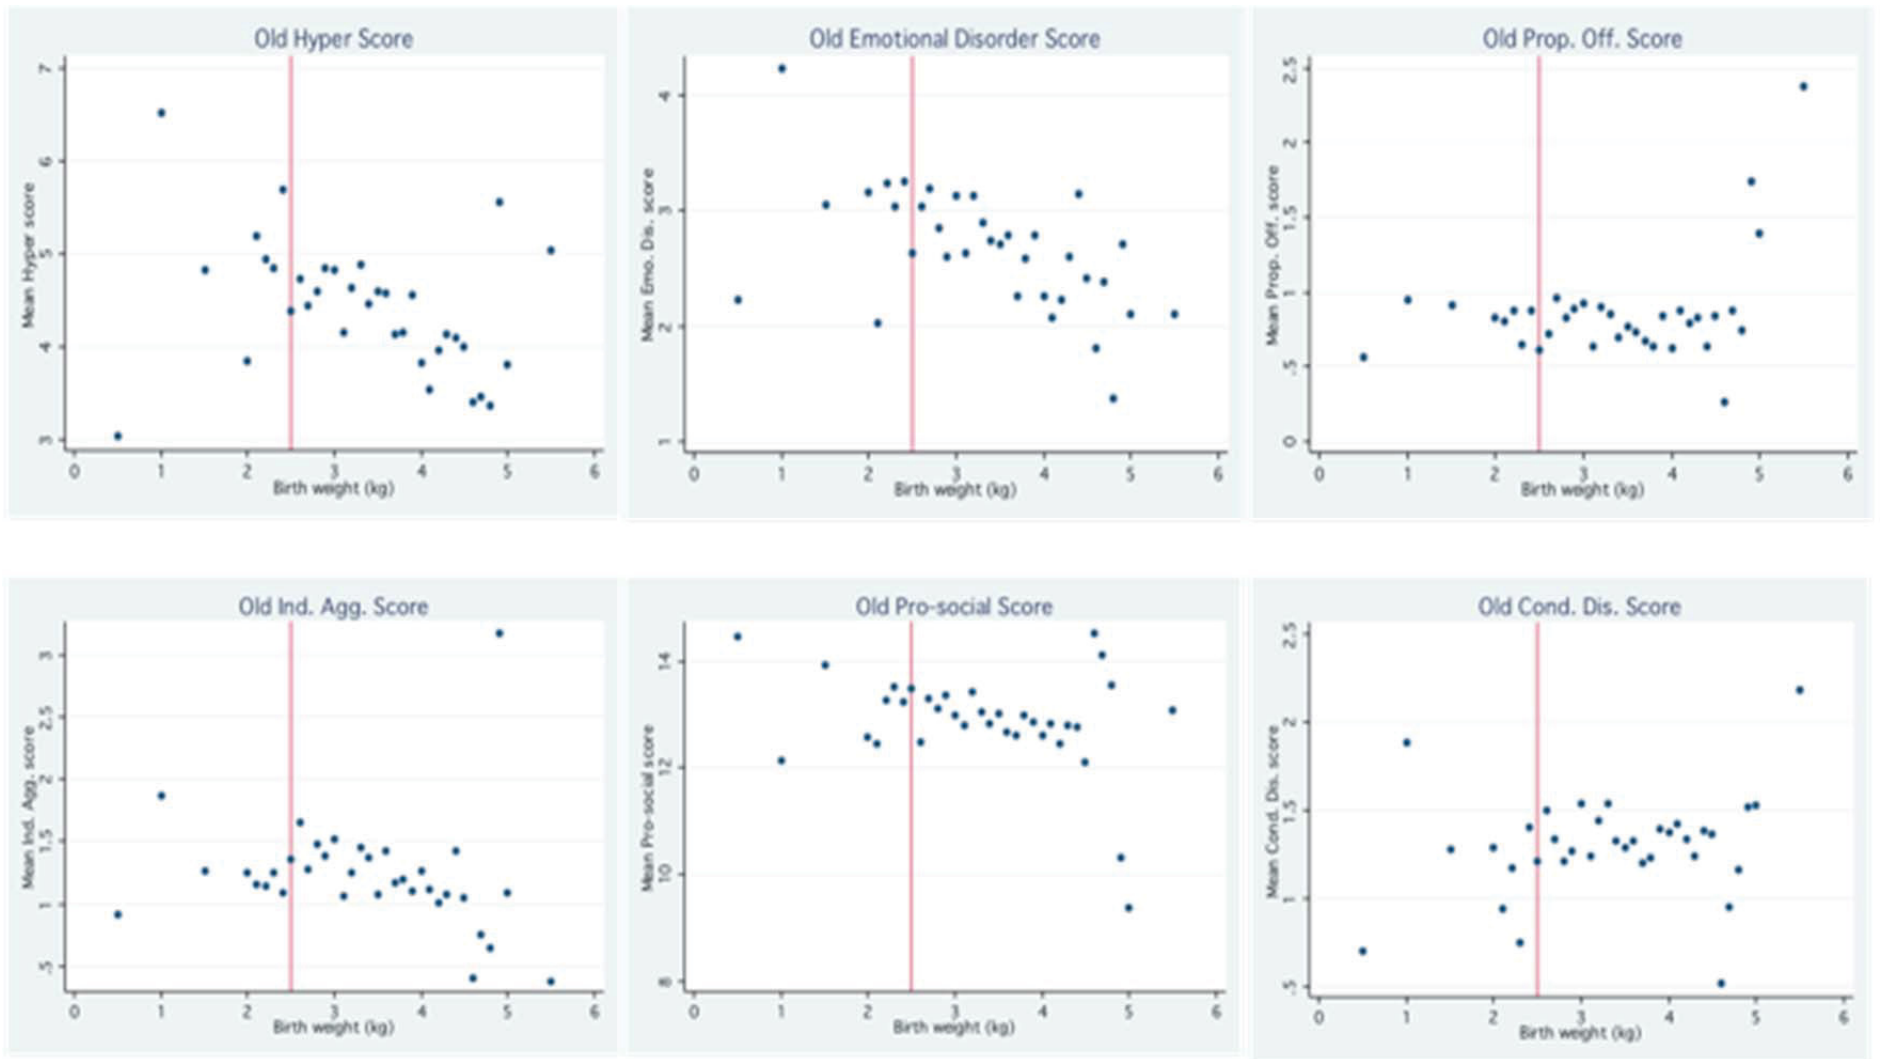 Old Hyper Score
Mean Hyper score
7
6
5
4
3
0 1 2 3 4 5 6
Birth weight (kg)
Old Emotional Disorder Score
Mean Emo. Dis. score
4
3
2
1
0 1 2 3 4 5 6
Birth weight (kg)
Old Prop. Off. Score
Mean Prop. Off. score
2.5
2
1.5
1
.5
0
0 1 2 3 4 5 6
Birth weight (kg)
Old Ind. Agg. Score
Mean Ind. Agg. score
3
2.5
2
1.5
1
.5
0 1 2 3 4 5 6
Birth weight (kg)
Old Pro-social Score
Mean Pro-social score
14
12
10
8
0 1 2 3 4 5 6
Birth weight (kg)
Old Cond. Dis. Score
Mean Cond. Dis. score
2.5
2
1.5
1
.5
0 1 2 3 4 5 6
Birth weight (kg)